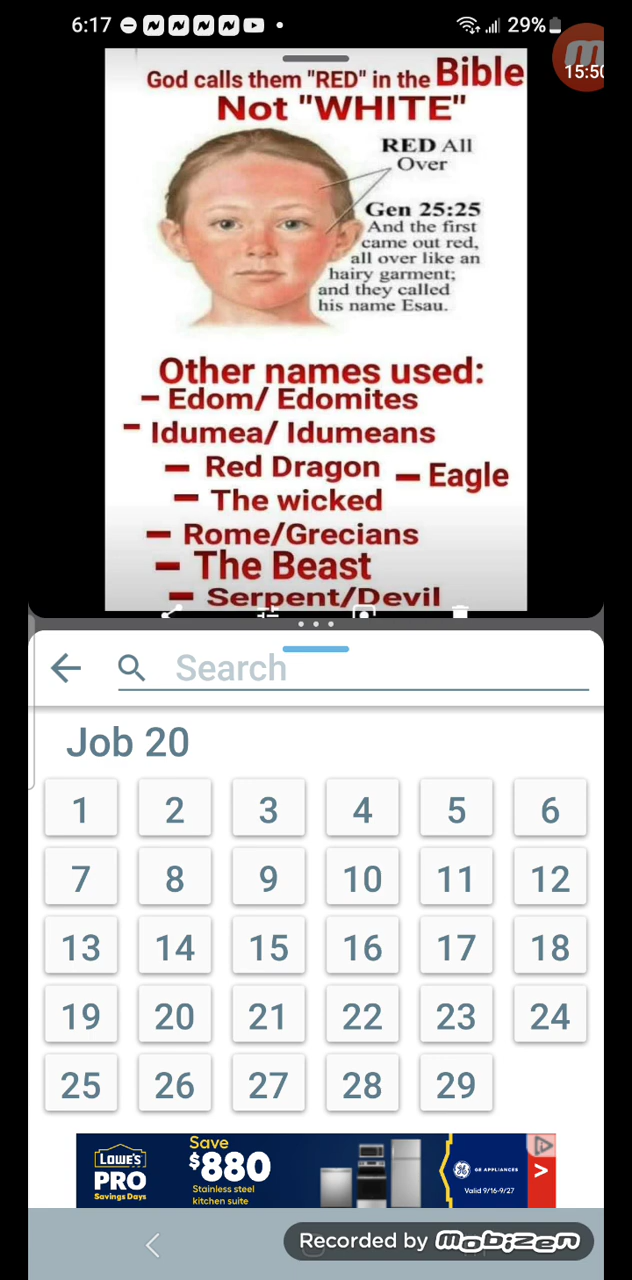 6:17
29%
15:50
God calls them "RED" in the Bible
Not "WHITE"
RED All
Over
Gen 25:25
And the first
came out red,
all over like an
hairy garment;
and they called
his name Esau.
Other names used:
- Edom/ Edomites
- Idumea/ Idumeans
- Red Dragon - Eagle
- The wicked
- Rome/Grecians
- The Beast
- Serpent/Devil
Search
Job 20
1 2 3 4 5 6
7 8 9 10 11 12
13 14 15 16 17 18
19 20 21 22 23 24
25 26 27 28 29
LOWE'S
PRO
Savings Days
Save
$880
Stainless steel
kitchen suite
GE APPLIANCES
Valid 9/16-9/27
Recorded by mobizen